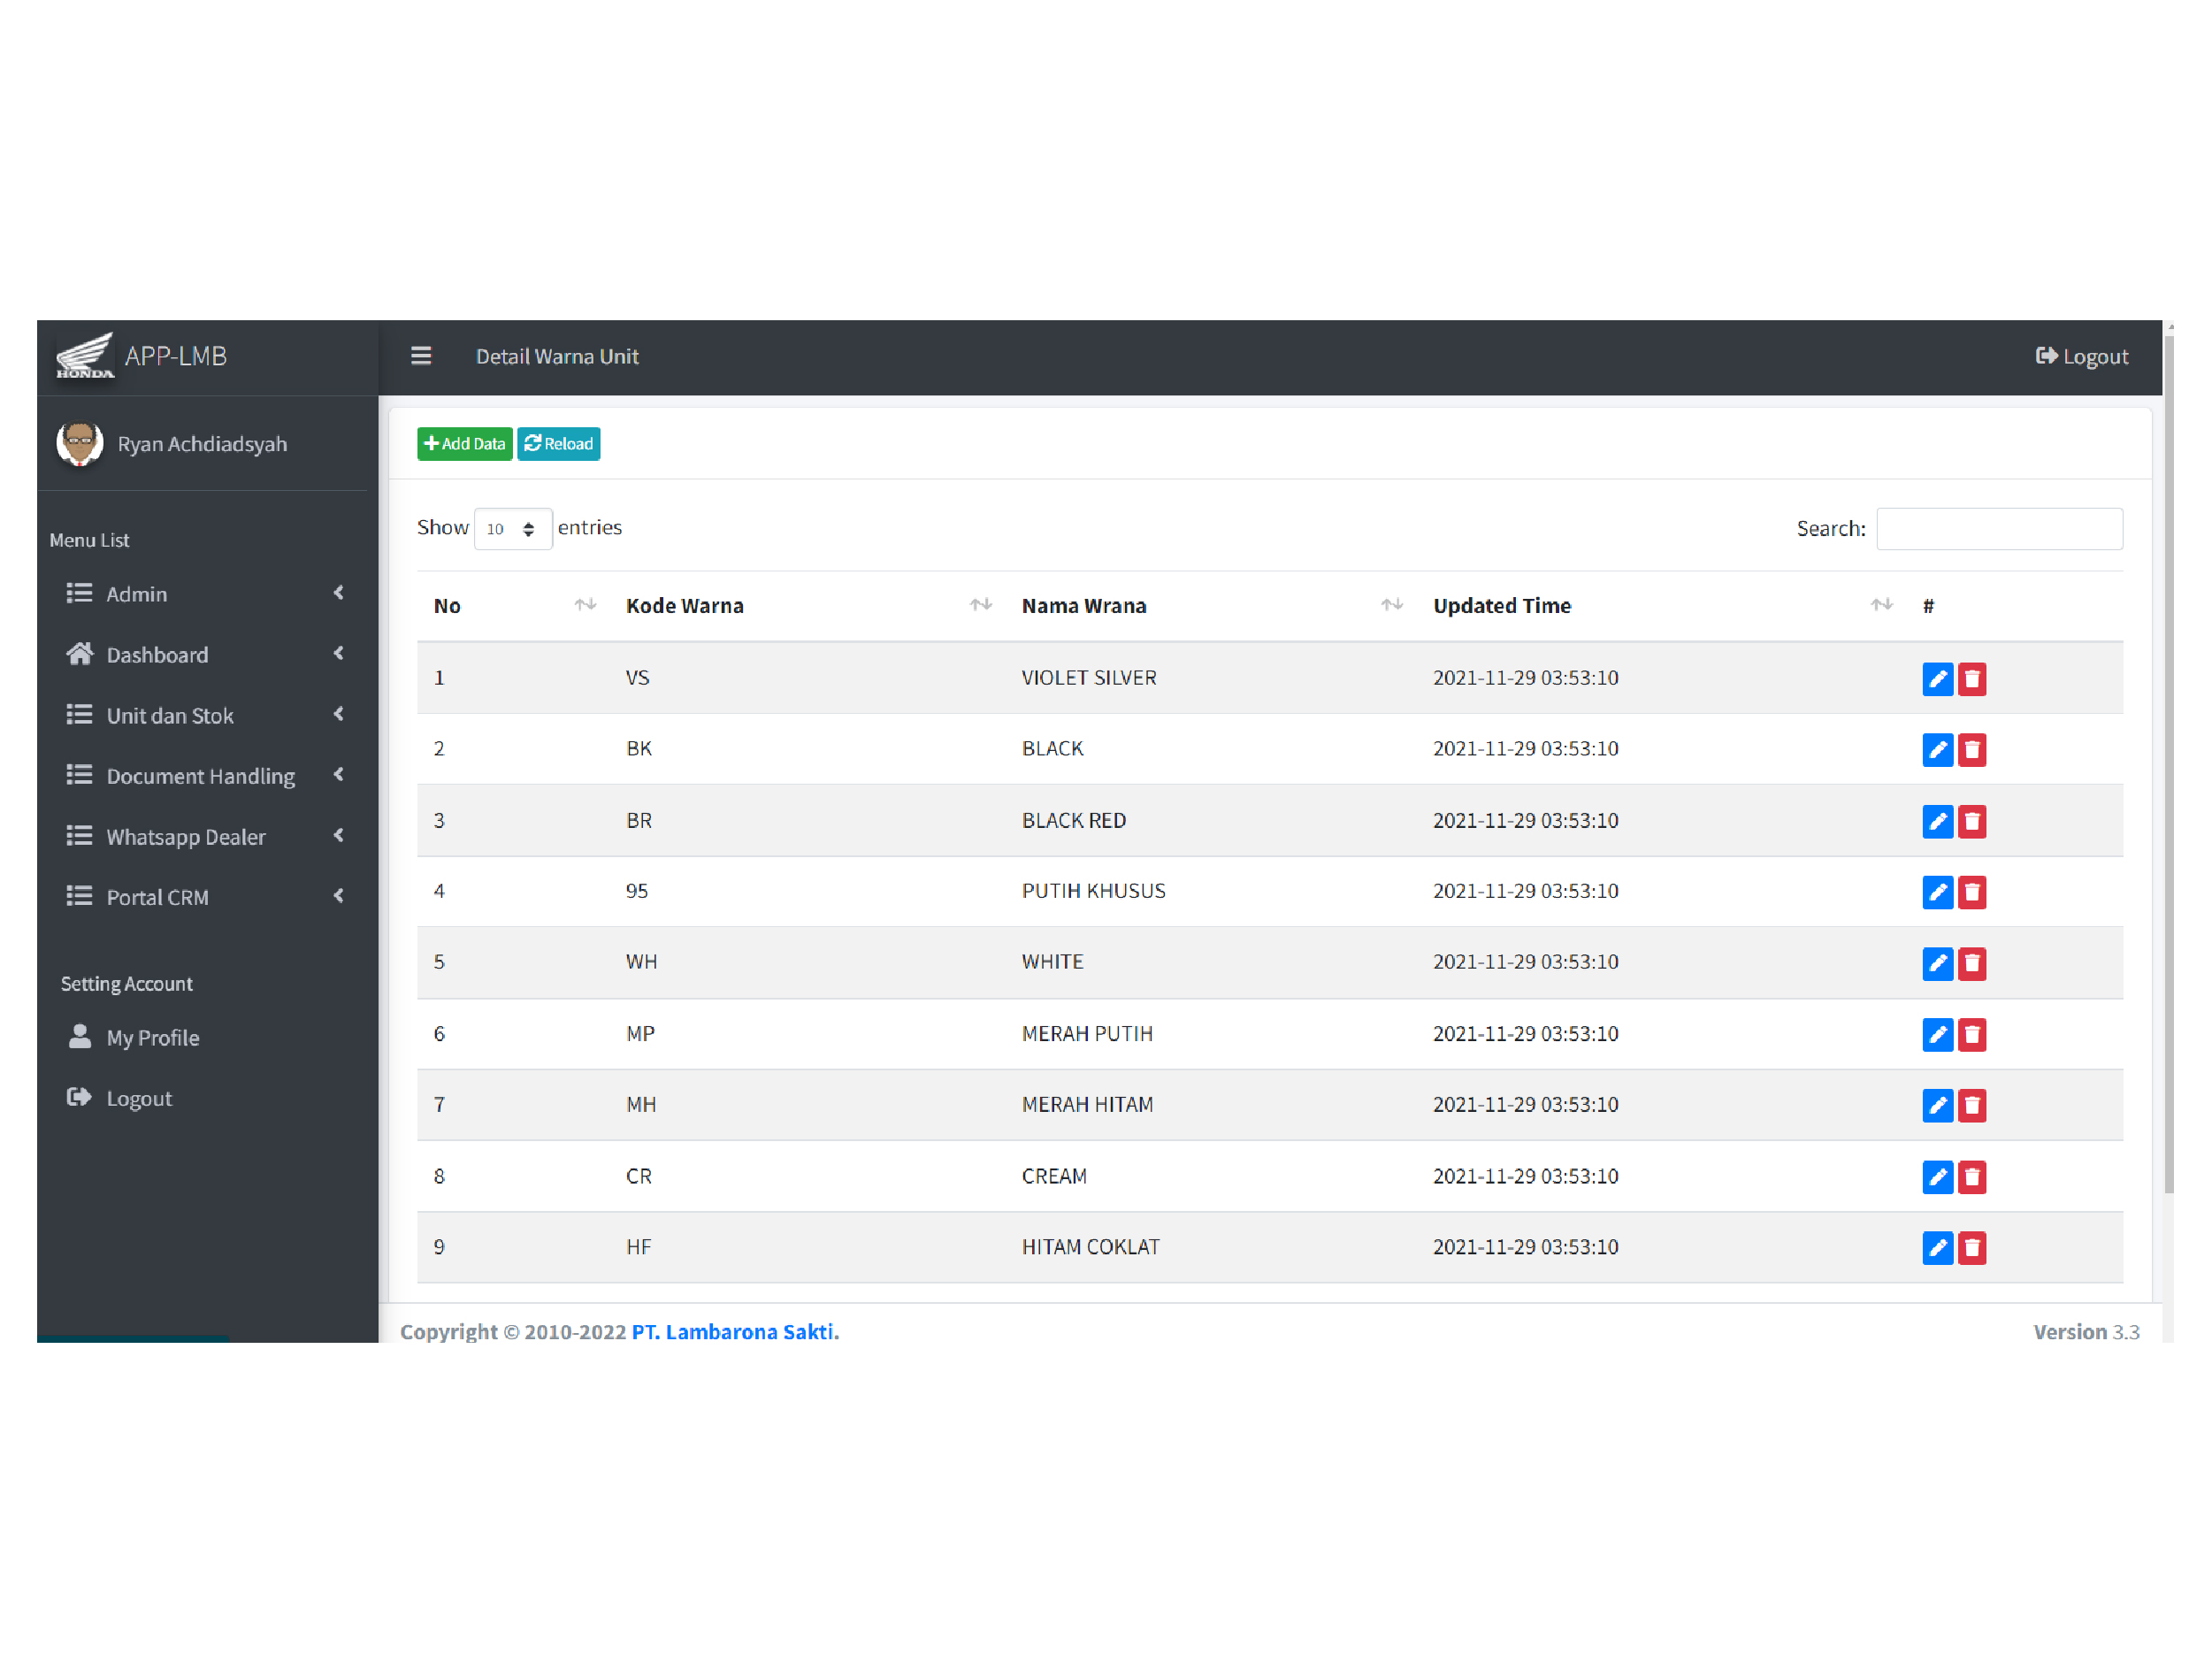 HONDA APP-LMB
Detail Warna Unit
Logout
Ryan Achdiadsyah
Menu List
Admin
Dashboard
Unit dan Stok
Document Handling
Whatsapp Dealer
Portal CRM
Setting Account
My Profile
Logout
Add Data Reload
Show 10 entries
Search:
No Kode Warna Nama Wrana Updated Time #
1 VS VIOLET SILVER 2021-11-29 03:53:10
2 BK BLACK 2021-11-29 03:53:10
3 BR BLACK RED 2021-11-29 03:53:10
4 95 PUTIH KHUSUS 2021-11-29 03:53:10
5 WH WHITE 2021-11-29 03:53:10
6 MP MERAH PUTIH 2021-11-29 03:53:10
7 MH MERAH HITAM 2021-11-29 03:53:10
8 CR CREAM 2021-11-29 03:53:10
9 HF HITAM COKLAT 2021-11-29 03:53:10
Copyright © 2010-2022 PT. Lambarona Sakti.
Version 3.3